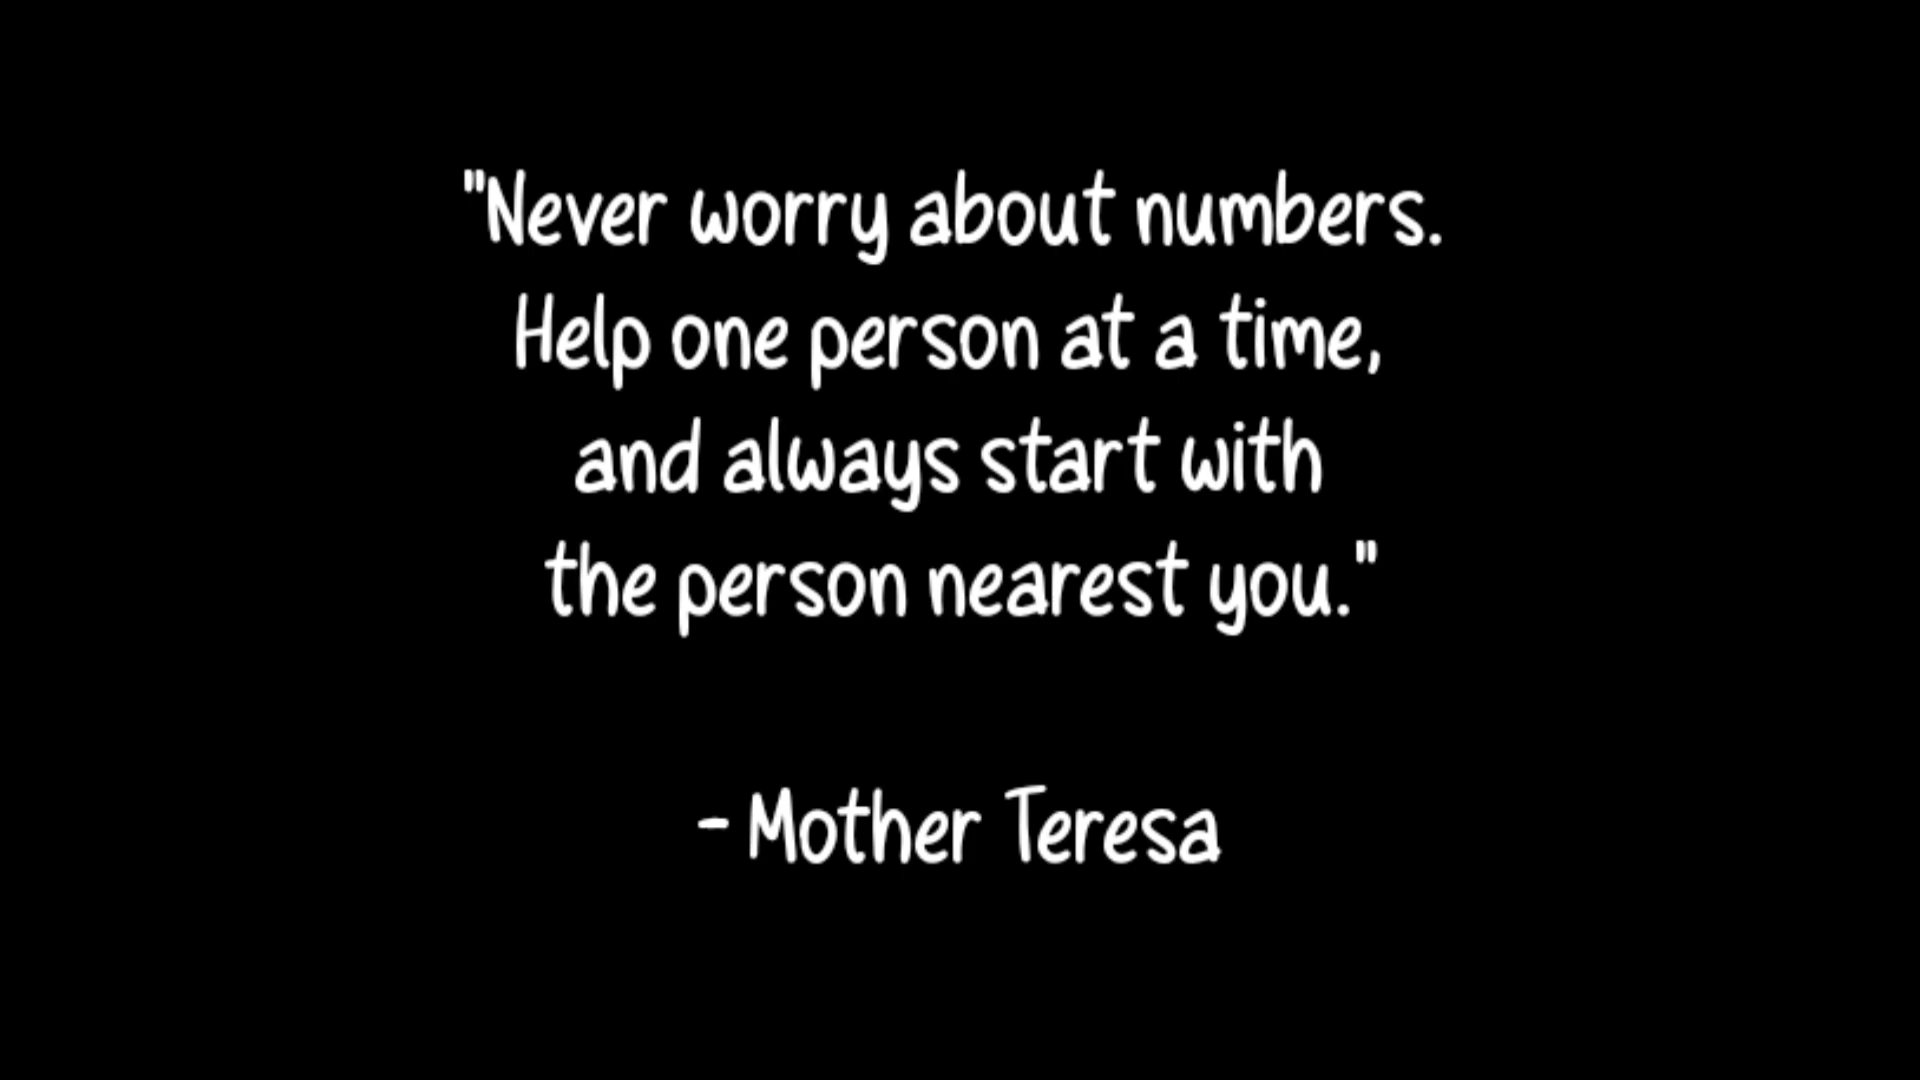 "Never worry about numbers.
Help one person at a time,
and always start with
the person nearest you."
- Mother Teresa